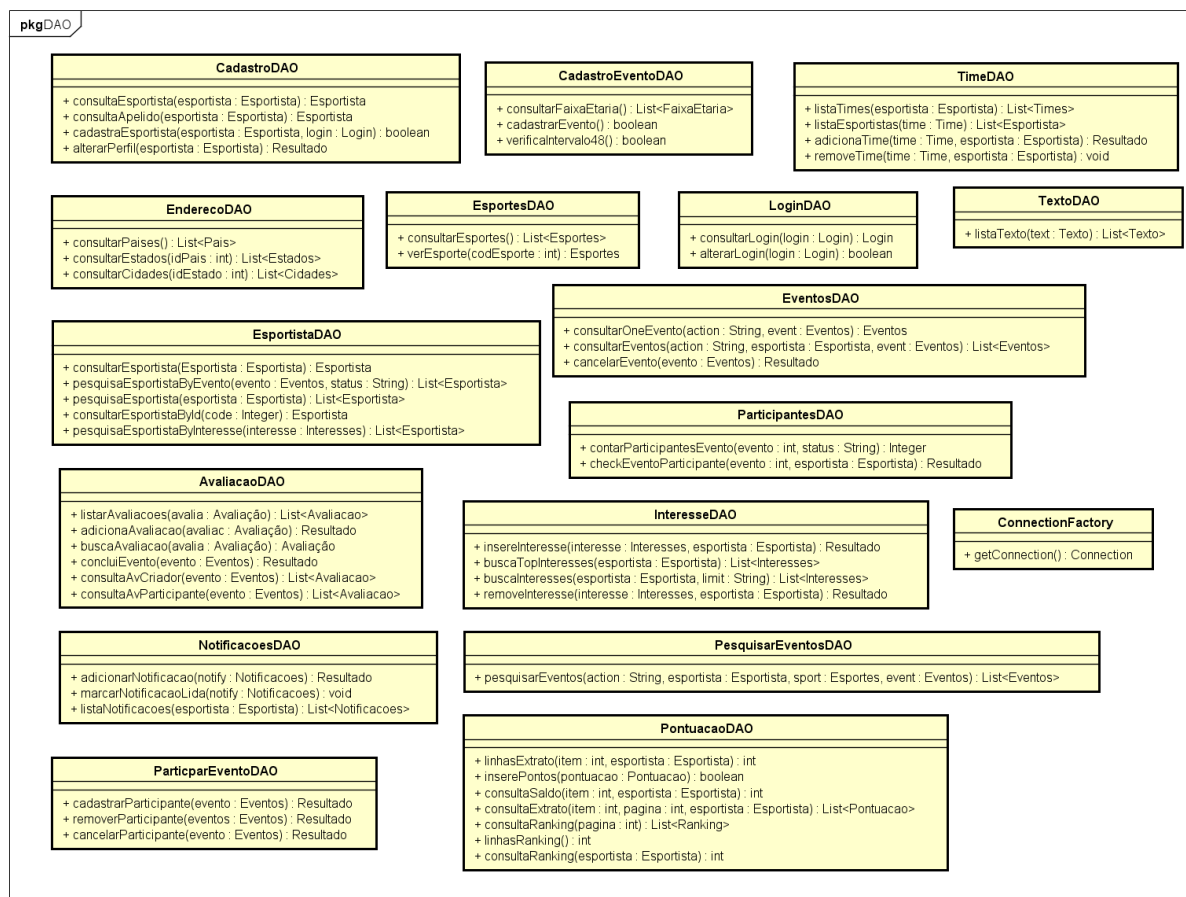 pkgDAO
CadastroDAO
+ consultaEsportista(esportista : Esportista) : Esportista
+ consultaApelido(esportista : Esportista) : Esportista
+ cadastraEsportista(esportista : Esportista, login : Login) : boolean
+ alterarPerfil(esportista : Esportista) : Resultado
CadastroEventoDAO
+ consultarFaixaEtaria() : List<FaixaEtaria>
+ cadastrarEvento() : boolean
+ verificaIntervalo48() : boolean
TimeDAO
+ listaTimes(esportista : Esportista) : List<Times>
+ listaEsportistas(time : Time) : List<Esportista>
+ adicionaTime(time : Time, esportista : Esportista) : Resultado
+ removeTime(time : Time, esportista : Esportista) : void
EnderecoDAO
+ consultarPaises() : List<Pais>
+ consultarEstados(idPais : int) : List<Estados>
+ consultarCidades(idEstado : int) : List<Cidades>
EsportesDAO
+ consultarEsportes() : List<Esportes>
+ verEsporte(codEsporte : int) : Esportes
LoginDAO
+ consultarLogin(login : Login) : Login
+ alterarLogin(login : Login) : boolean
TextoDAO
+ listaTexto(text : Texto) : List<Texto>
EventosDAO
+ consultarOneEvento(action : String, event : Eventos) : Eventos
+ consultarEventos(action : String, esportista : Esportista, event : Eventos) : List<Eventos>
+ cancelarEvento(evento : Eventos) : Resultado
EsportistaDAO
+ consultarEsportista(Esportista : Esportista) : Esportista
+ pesquisaEsportistaByEvento(evento : Eventos, status : String) : List<Esportista>
+ pesquisaEsportista(esportista : Esportista) : List<Esportista>
+ consultarEsportistaById(code : Integer) : Esportista
+ pesquisaEsportistaByInteresse(interesse : Interesses) : List<Esportista>
ParticipantesDAO
+ contarParticipantesEvento(evento : int, status : String) : Integer
+ checkEventoParticipante(evento : int, esportista : Esportista) : Resultado
AvaliacaoDAO
+ listarAvaliacoes(avalia : Avaliação) : List<Avaliacao>
+ adicionaAvaliacao(avaliac : Avaliação) : Resultado
+ buscaAvaliacao(avalia : Avaliação) : Avaliação
+ concluiEvento(evento : Eventos) : Resultado
+ consultaAvCriador(evento : Eventos) : List<Avaliacao>
+ consultaAvParticipante(evento : Eventos) : List<Avaliacao>
InteresseDAO
+ insereInteresse(interesse : Interesses, esportista : Esportista) : Resultado
+ buscaTopInteresses(esportista : Esportista) : List<Interesses>
+ buscaInteresses(esportista : Esportista, limit : String) : List<Interesses>
+ removeInteresse(interesse : Interesses, esportista : Esportista) : Resultado
ConnectionFactory
+ getConnection() : Connection
NotificacoesDAO
+ adicionarNotificacao(notify : Notificacoes) : Resultado
+ marcarNotificacaoLida(notify : Notificacoes) : void
+ listaNotificacoes(esportista : Esportista) : List<Notificacoes>
PesquisarEventosDAO
+ pesquisarEventos(action : String, esportista : Esportista, sport : Esportes, event : Eventos) : List<Eventos>
PontuacaoDAO
+ linhasExtrato(item : int, esportista : Esportista) : int
+ inserePontos(pontuacao : Pontuacao) : boolean
+ consultaSaldo(item : int, esportista : Esportista) : int
+ consultaExtrato(item : int, pagina : int, esportista : Esportista) : List<Pontuacao>
+ consultaRanking(pagina : int) : List<Ranking>
+ linhasRanking() : int
+ consultaRanking(esportista : Esportista) : int
ParticparEventoDAO
+ cadastrarParticipante(evento : Eventos) : Resultado
+ removerParticipante(eventos : Eventos) : Resultado
+ cancelarParticipante(evento : Eventos) : Resultado